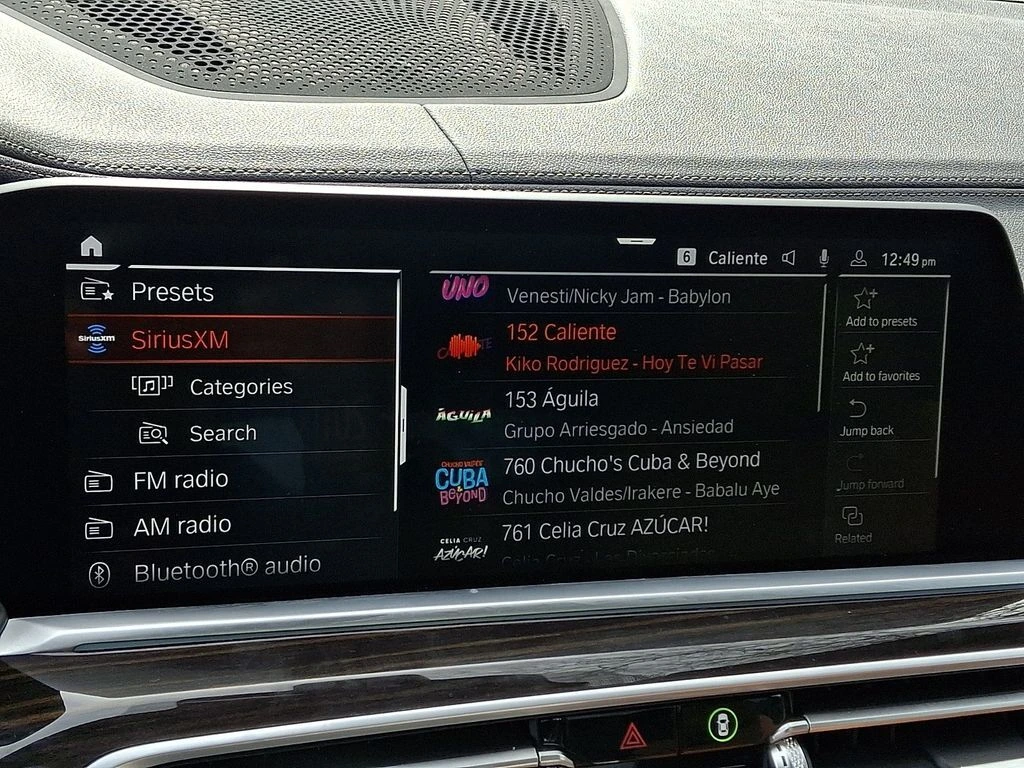 6 Caliente 12:49 pm
Presets
SiriusXM SiriusXM
Categories
Search
FM radio
AM radio
Bluetooth® audio
UNO
Venesti/Nicky Jam - Babylon
152 Caliente
Kiko Rodriguez - Hoy Te Vi Pasar
ÁGUILA
153 Águila
Grupo Arriesgado - Ansiedad
CHUCHO VALDÉS'
CUBA
&
BEYOND
760 Chucho's Cuba & Beyond
Chucho Valdes/Irakere - Babalu Aye
CELIA CRUZ
AZÚCAR!
761 Celia Cruz AZÚCAR!
Celia Cruz - Los
Add to presets
Add to favorites
Jump back
Jump forward
Related